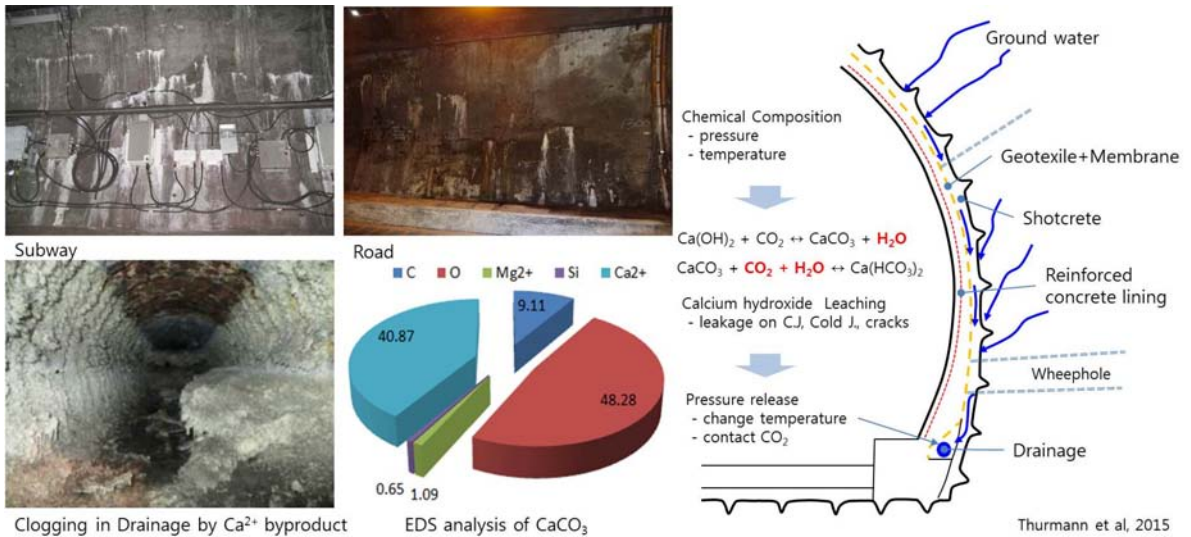 Subway
Road
Clogging in Drainage by Ca²⁺ byproduct
C O Mg2+ Si Ca2+
9.11
40.87
48.28
0.65
1.09
EDS analysis of CaCO₃
Chemical Composition
- pressure
- temperature
Ca(OH)₂ + CO₂ ↔ CaCO₃ + H₂O
CaCO₃ + CO₂ + H₂O ↔ Ca(HCO₃)₂
Calcium hydroxide Leaching
- leakage on C.J, Cold J., cracks
Pressure release
- change temperature
- contact CO₂
Ground water
Geotexile+Membrane
Shotcrete
Reinforced
concrete lining
Wheephole
Drainage
Thurmann et al, 2015